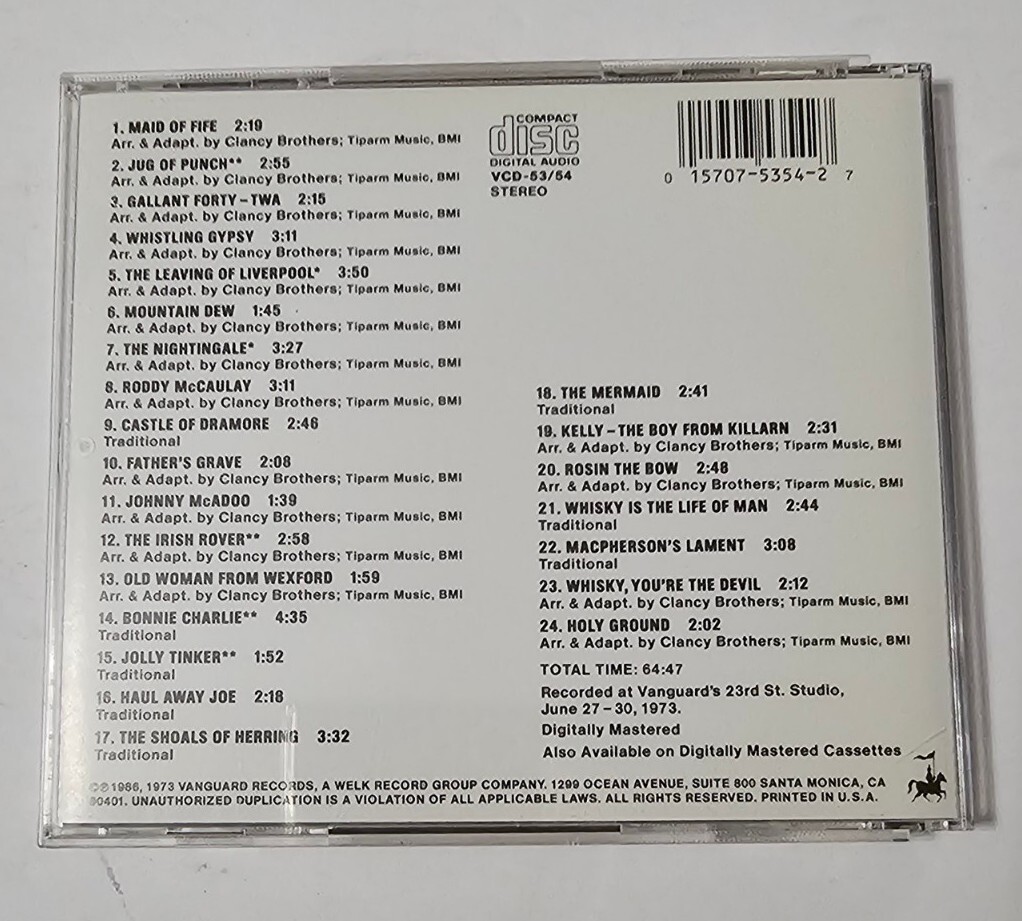 1. MAID OF FIFE 2:19
Arr. & Adapt. by Clancy Brothers; Tiparm Music, BMI
2. JUG OF PUNCH** 2:55
Arr. & Adapt. by Clancy Brothers; Tiparm Music, BMI
3. GALLANT FORTY-TWA 2:15
Arr. & Adapt. by Clancy Brothers; Tiparm Music, BMI
4. WHISTLING GYPSY 3:11
Arr. & Adapt. by Clancy Brothers; Tiparm Music, BMI
5. THE LEAVING OF LIVERPOOL* 3:50
Arr. & Adapt. by Clancy Brothers; Tiparm Music, BMI
6. MOUNTAIN DEW 1:45
Arr. & Adapt. by Clancy Brothers; Tiparm Music, BMI
7. THE NIGHTINGALE* 3:27
Arr. & Adapt. by Clancy Brothers; Tiparm Music, BMI
8. RODDY McCAULAY 3:11
Arr. & Adapt. by Clancy Brothers; Tiparm Music, BMI
9. CASTLE OF DRAMORE 2:46
Traditional
10. FATHER'S GRAVE 2:08
Arr. & Adapt. by Clancy Brothers; Tiparm Music, BMI
11. JOHNNY McADOO 1:39
Arr. & Adapt. by Clancy Brothers; Tiparm Music, BMI
12. THE IRISH ROVER** 2:58
Arr. & Adapt. by Clancy Brothers; Tiparm Music, BMI
13. OLD WOMAN FROM WEXFORD 1:59
Arr. & Adapt. by Clancy Brothers; Tiparm Music, BMI
14. BONNIE CHARLIE** 4:35
Traditional
15. JOLLY TINKER** 1:52
Traditional
16. HAUL AWAY JOE 2:18
Traditional
17. THE SHOALS OF HERRING 3:32
Traditional
COMPACT
disc
DIGITAL AUDIO
VCD-53/54
STEREO
0 15707-5354-2 7
18. THE MERMAID 2:41
Traditional
19. KELLY-THE BOY FROM KILLARN 2:31
Arr. & Adapt. by Clancy Brothers; Tiparm Music, BMI
20. ROSIN THE BOW 2:48
Arr. & Adapt. by Clancy Brothers; Tiparm Music, BMI
21. WHISKY IS THE LIFE OF MAN 2:44
Traditional
22. MACPHERSON'S LAMENT 3:08
Traditional
23. WHISKY, YOU'RE THE DEVIL 2:12
Arr. & Adapt. by Clancy Brothers; Tiparm Music, BMI
24. HOLY GROUND 2:02
Arr. & Adapt. by Clancy Brothers; Tiparm Music, BMI
TOTAL TIME: 64:47
Recorded at Vanguard's 23rd St. Studio,
June 27-30, 1973.
Digitally Mastered
Also Available on Digitally Mastered Cassettes
©℗1986, 1973 VANGUARD RECORDS, A WELK RECORD GROUP COMPANY. 1299 OCEAN AVENUE, SUITE 800 SANTA MONICA, CA
90401. UNAUTHORIZED DUPLICATION IS A VIOLATION OF ALL APPLICABLE LAWS. ALL RIGHTS RESERVED. PRINTED IN U.S.A.